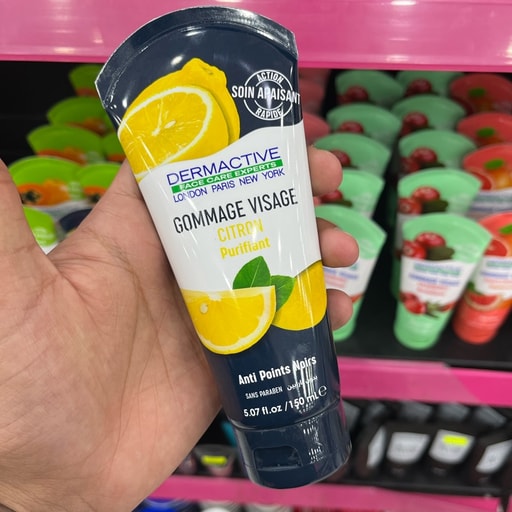 ACTION
SOIN APAISANT
RAPIDE
DERMACTIVE
FACE CARE EXPERTS
LONDON PARIS NEW YORK
GOMMAGE VISAGE
CITRON
Purifiant
Anti Points Noirs
SANS PARABEN
5.07 fl.oz /150 mL e